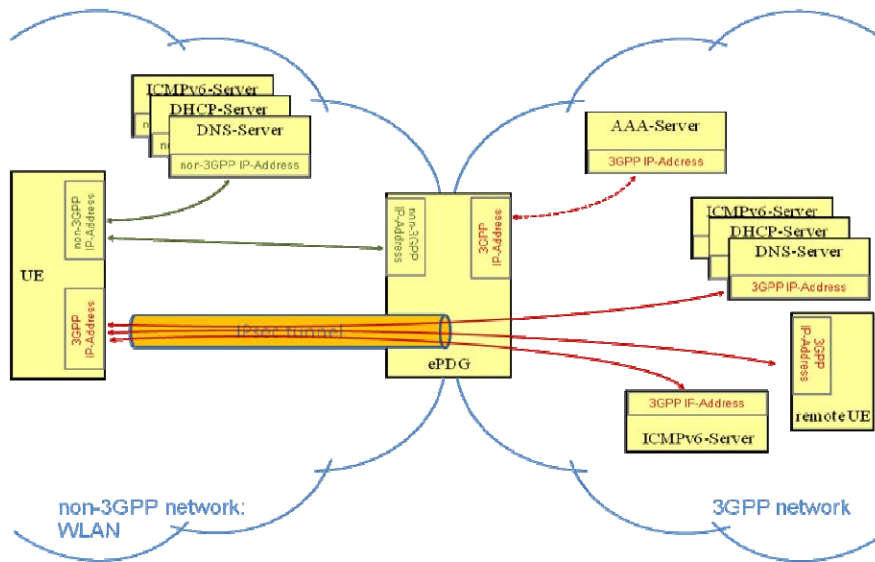 ICMPv6-Server
DHCP-Server
DNS-Server
non-3GPP IP-Address
AAA-Server
3GPP IP-Address
UE
non-3GPP
IP-Address
3GPP
IP-Address
IPsec tunnel
non-3GPP
IP-Address
3GPP
IP-Address
ePDG
ICMPv6-Server
DHCP-Server
DNS-Server
3GPP IP-Address
3GPP
IP-Address
remote UE
3GPP IP-Address
ICMPv6-Server
non-3GPP network:
WLAN
3GPP network